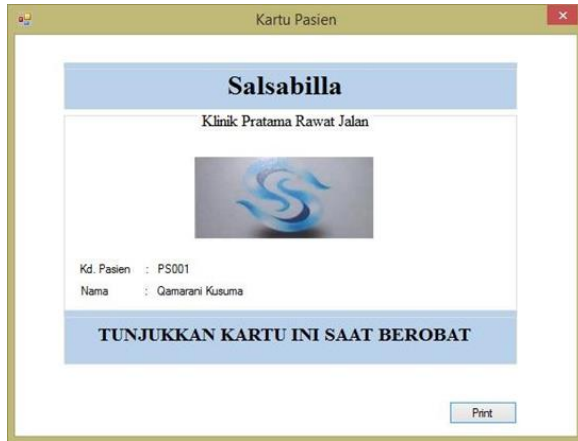 Kartu Pasien
Salsabilla
Klinik Pratama Rawat Jalan
Kd. Pasien : PS001
Nama : Qamarani Kusuma
TUNJUKKAN KARTU INI SAAT BEROBAT
Print